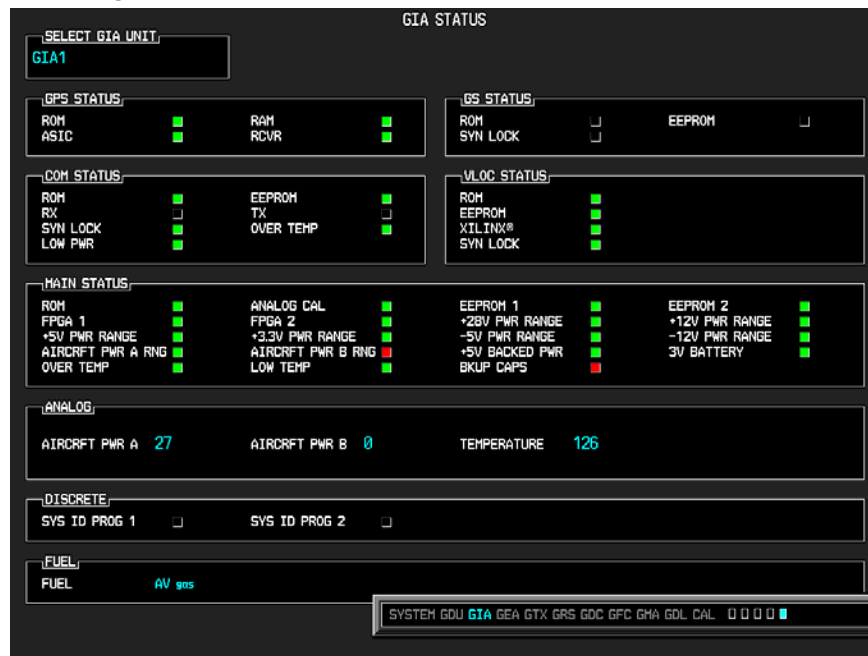 GIA STATUS
SELECT GIA UNIT
GIA1
GPS STATUS
ROM RAM
ASIC RCVR
GS STATUS
ROM EEPROM
SYN LOCK
COM STATUS
ROM EEPROM
RX TX
SYN LOCK OVER TEMP
LOW PWR
VLOC STATUS
ROM
EEPROM
XILINX®
SYN LOCK
MAIN STATUS
ROM ANALOG CAL EEPROM 1 EEPROM 2
FPGA 1 FPGA 2 +28V PWR RANGE +12V PWR RANGE
+5V PWR RANGE +3.3V PWR RANGE -5V PWR RANGE -12V PWR RANGE
AIRCRFT PWR A RNG AIRCRFT PWR B RNG +5V BACKED PWR 3V BATTERY
OVER TEMP LOW TEMP BKUP CAPS
ANALOG
AIRCRFT PWR A 27 AIRCRFT PWR B 0 TEMPERATURE 126
DISCRETE
SYS ID PROG 1 SYS ID PROG 2
FUEL
FUEL AV gas
SYSTEM GDU GIA GEA GTX GRS GDC GFC GMA GDL CAL